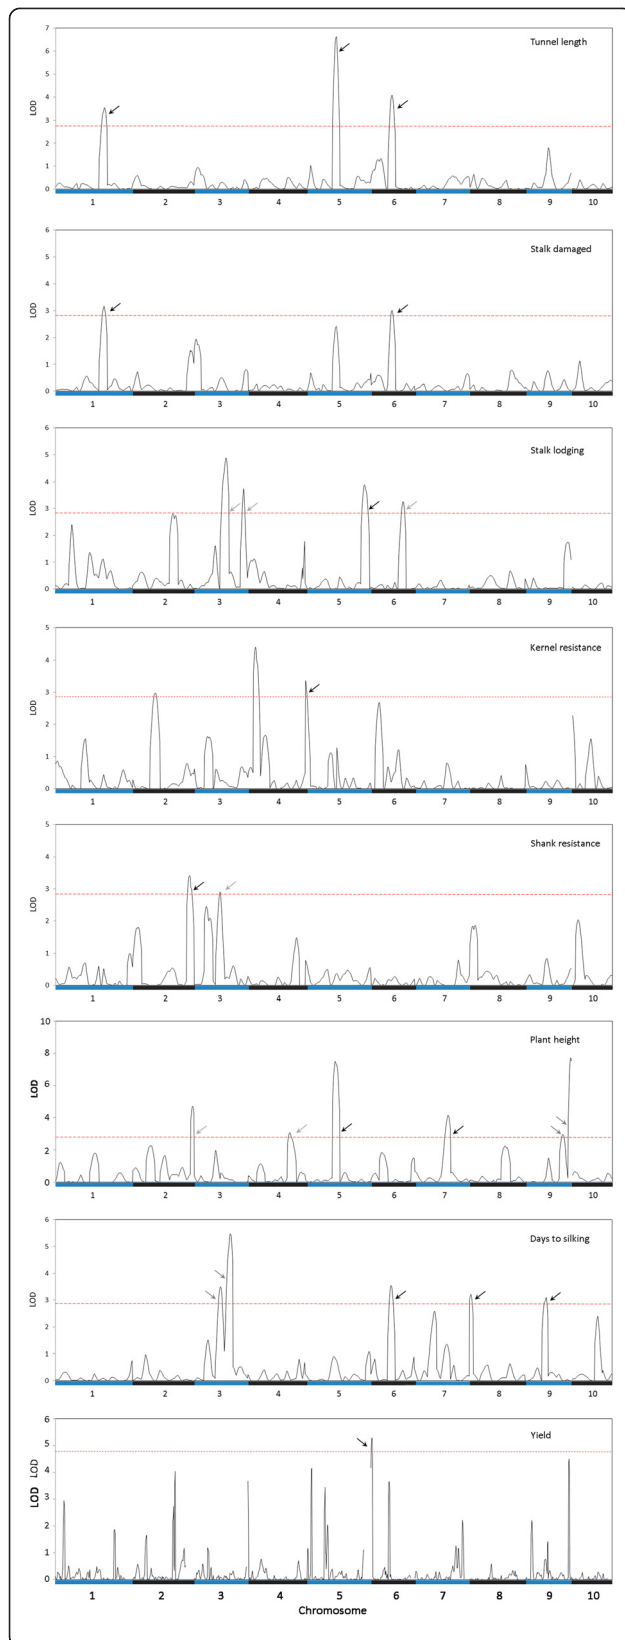 Tunnel length
7
6
5
4
3
2
1
0
LOD
1 2 3 4 5 6 7 8 9 10
Stalk damaged
6
5
4
3
2
1
0
LOD
1 2 3 4 5 6 7 8 9 10
Stalk lodging
6
5
4
3
2
1
0
LOD
1 2 3 4 5 6 7 8 9 10
Kernel resistance
5
4
3
2
1
0
LOD
1 2 3 4 5 6 7 8 9 10
Shank resistance
5
4
3
2
1
0
LOD
1 2 3 4 5 6 7 8 9 10
Plant height
10
8
6
4
2
0
LOD
1 2 3 4 5 6 7 8 9 10
Days to silking
6
5
4
3
2
1
0
LOD
1 2 3 4 5 6 7 8 9 10
Yield
6
5
4
3
2
1
0
LOD
LOD
1 2 3 4 5 6 7 8 9 10
Chromosome